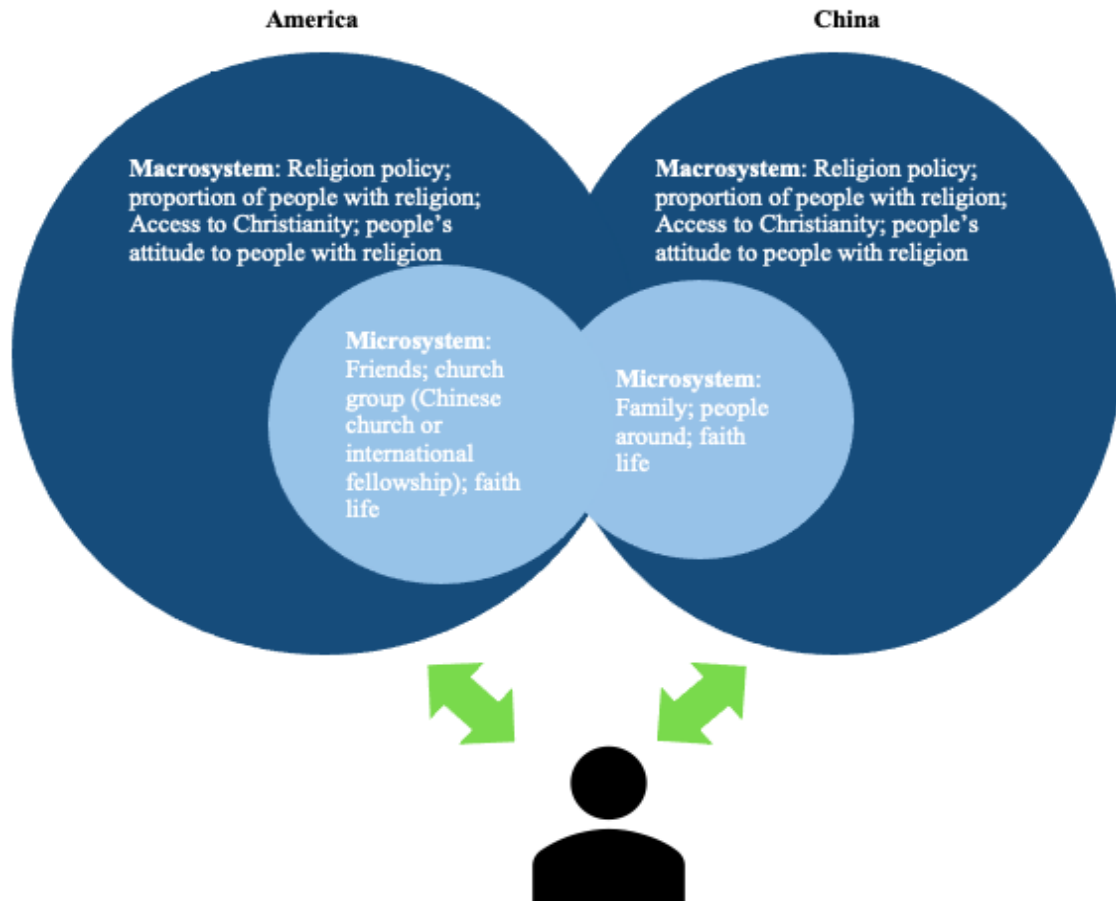 America
China
Macrosystem: Religion policy;
proportion of people with religion;
Access to Christianity; people's
attitude to people with religion
Macrosystem: Religion policy;
proportion of people with religion;
Access to Christianity; people's
attitude to people with religion
Microsystem:
Friends; church
group (Chinese
church or
international
fellowship); faith
life
Microsystem:
Family; people
around; faith
life